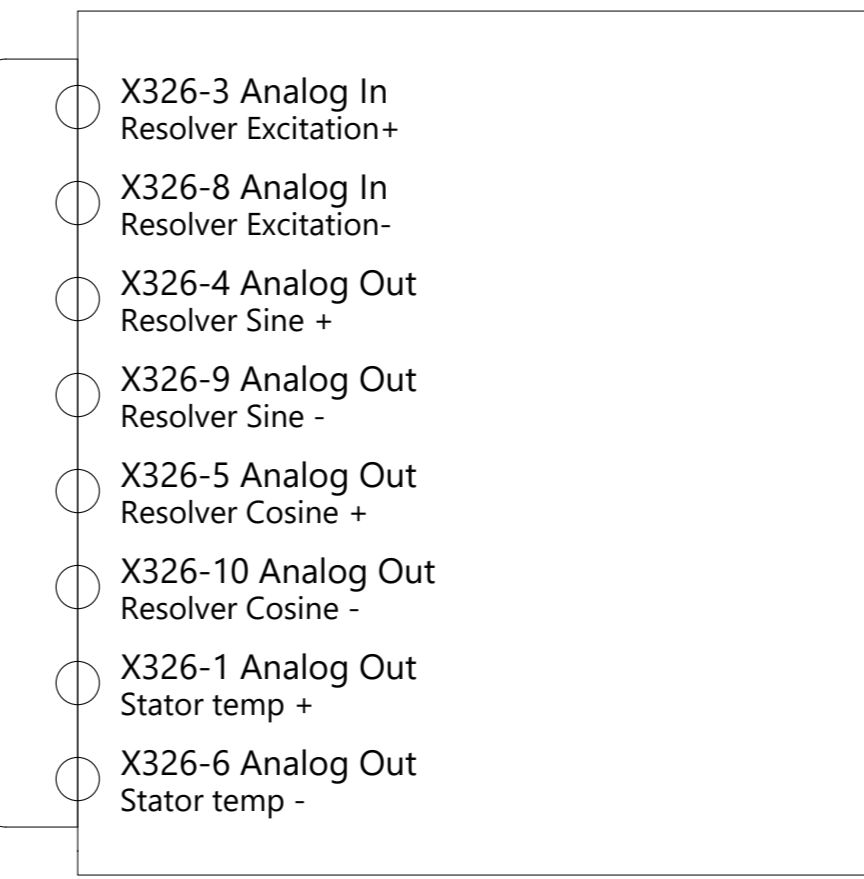 X326-3 Analog In
Resolver Excitation+
X326-8 Analog In
Resolver Excitation-
X326-4 Analog Out
Resolver Sine +
X326-9 Analog Out
Resolver Sine -
X326-5 Analog Out
Resolver Cosine +
X326-10 Analog Out
Resolver Cosine -
X326-1 Analog Out
Stator temp +
X326-6 Analog Out
Stator temp -